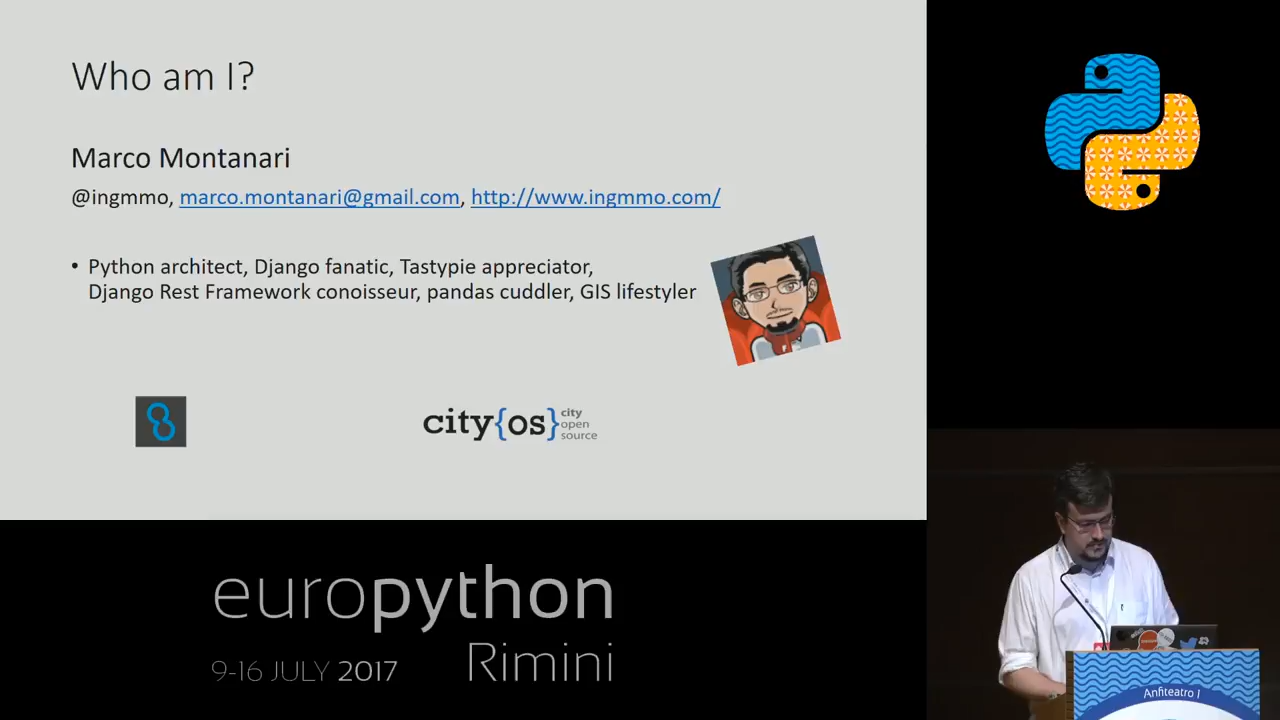 Who am I?
Marco Montanari
@ingmmo, marco.montanari@gmail.com, http://www.ingmmo.com/
• Python architect, Django fanatic, Tastypie appreciator,
Django Rest Framework conoisseur, pandas cuddler, GIS lifestyler
city{os} city
open
source
europython
9-16 JULY 2017 Rimini
Anfiteatro I